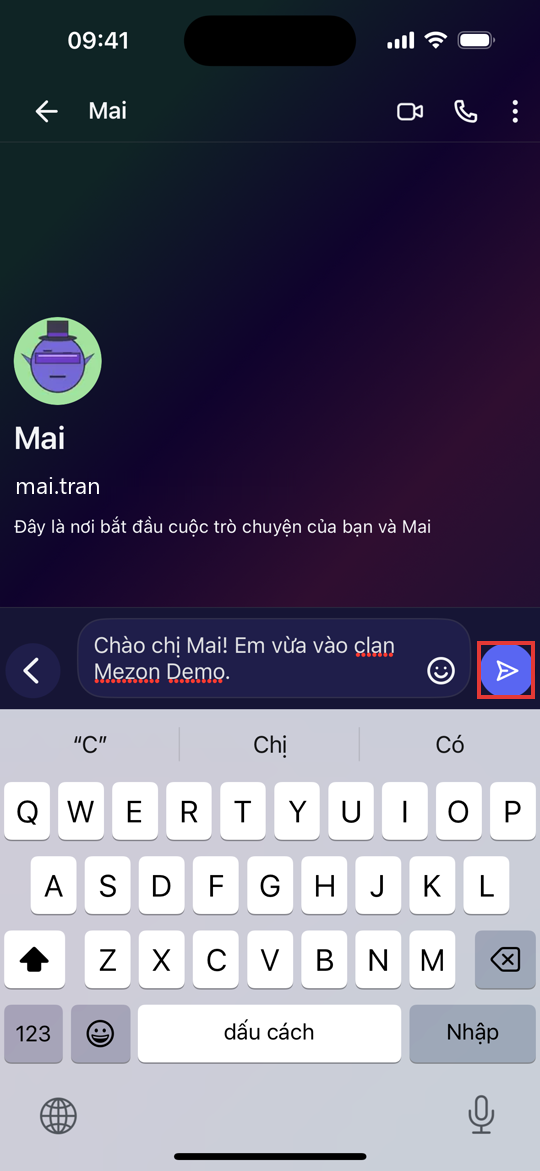 09:41
Mai
Mai
mai.tran
Đây là nơi bắt đầu cuộc trò chuyện của bạn và Mai
Chào chị Mai! Em vừa vào clan
Mezon Demo.
“C” Chị Có
Q W E R T Y U I O P
A S D F G H J K L
Z X C V B N M
123 dấu cách Nhập